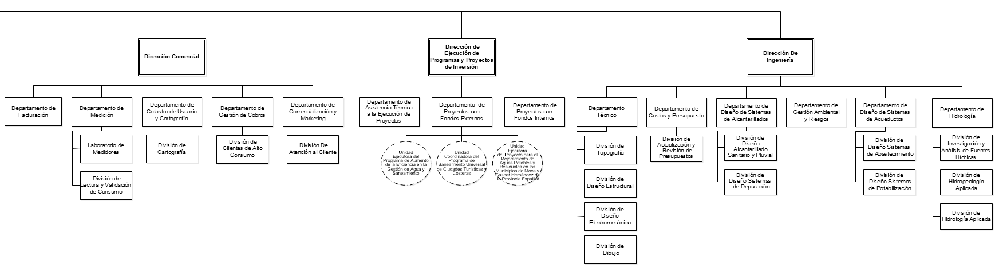 Dirección Comercial
Dirección de
Ejecución de
Programas y Proyectos
de Inversión
Dirección De
Ingeniería
Departamento de
Facturación
Departamento de
Medición
Departamento de
Catastro de Usuario
y Cartografía
Departamento de
Gestión de Cobros
Departamento de
Comercialización y
Marketing
Departamento de
Asistencia Técnica
a la Ejecución de
Proyectos
Departamento de
Proyectos con
Fondos Externos
Departamento de
Proyectos con
Fondos Internos
Departamento
Técnico
Departamento de
Costos y Presupuesto
Departamento de
Diseño de Sistemas
de Alcantarillados
Departamento de
Gestión Ambiental
y Riesgos
Departamento de
Diseño de Sistemas
de Acueductos
Departamento de
Hidrología
Laboratorio de
Medidores
División de
Lectura y Validación
de Consumo
División de
Cartografía
División de
Clientes de Alto
Consumo
División De
Atención al Cliente
Unidad
Ejecutora del
Programa de Aumento
de la Eficiencia en la
Gestión de Agua y
Saneamiento
Unidad
Coordinadora del
Programa de
Saneamiento Universal
de Ciudades Turísticas y
Costeras
Unidad
Ejecutora
del Proyecto para el
Mejoramiento de
Aguas Potables y
Residuales en los
Municipios de Moca y
Gaspar Hernández de
la Provincia Espaillat
División de
Topografía
División de
Diseño Estructural
División de
Diseño
Electromecánico
División de
Dibujo
División de
Actualización y
Revisión de
Presupuestos
División de
Diseño
Alcantarillado
Sanitario y Pluvial
División de
Diseño Sistemas
de Depuración
División de
Diseño Sistemas
de Abastecimiento
División de
Diseño Sistemas
de Potabilización
División de
Investigación y
Análisis de Fuentes
Hídricas
División de
Hidrogeología
Aplicada
División de
Hidrología Aplicada